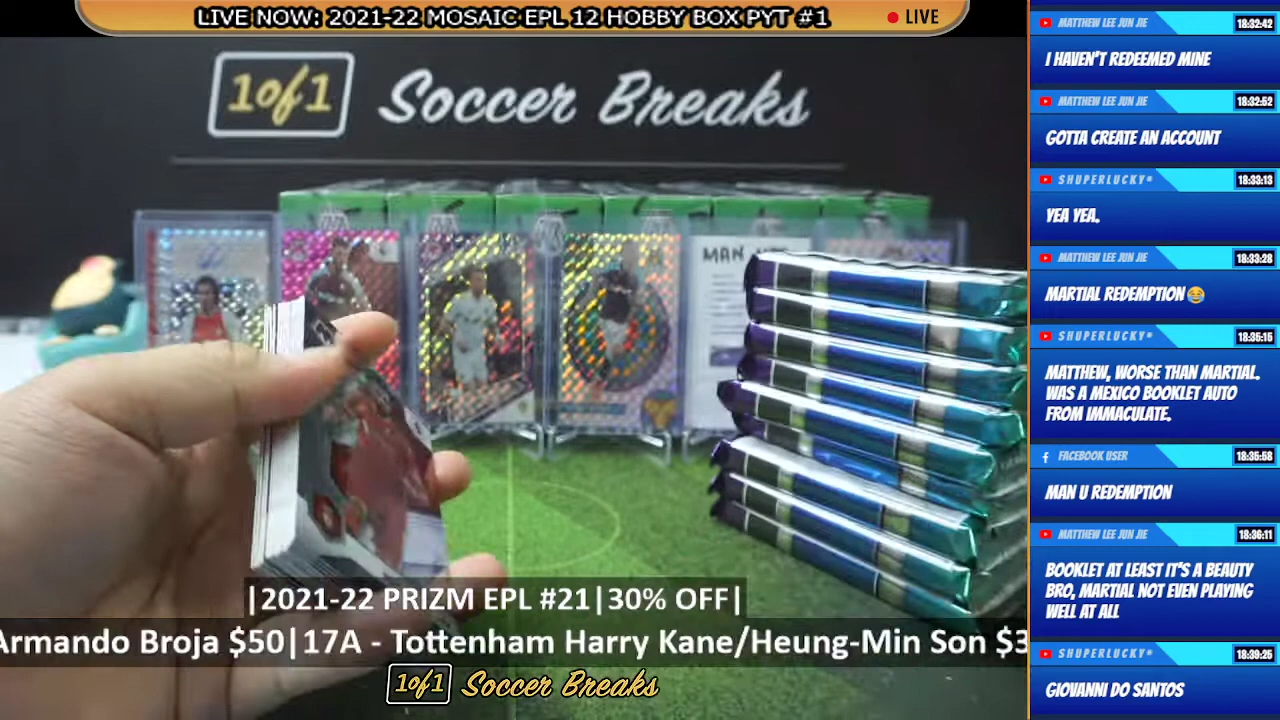 LIVE NOW: 2021-22 MOSAIC EPL 12 HOBBY BOX PYT #1
LIVE
1of1 Soccer Breaks
MAN UTD
|2021-22 PRIZM EPL #21|30% OFF|
Armando Broja $50|17A - Tottenham Harry Kane/Heung-Min Son $3
1of1 Soccer Breaks
MATTHEW LEE JUN JIE 18:32:42
I HAVEN'T REDEEMED MINE
MATTHEW LEE JUN JIE 18:32:52
GOTTA CREATE AN ACCOUNT
SHUPERLUCKY® 18:33:13
YEA YEA.
MATTHEW LEE JUN JIE 18:33:28
MARTIAL REDEMPTION😂
SHUPERLUCKY® 18:35:15
MATTHEW, WORSE THAN MARTIAL.
WAS A MEXICO BOOKLET AUTO
FROM IMMACULATE.
FACEBOOK USER 18:35:58
MAN U REDEMPTION
MATTHEW LEE JUN JIE 18:36:11
BOOKLET AT LEAST IT'S A BEAUTY
BRO, MARTIAL NOT EVEN PLAYING
WELL AT ALL
SHUPERLUCKY® 18:39:25
GIOVANNI DO SANTOS